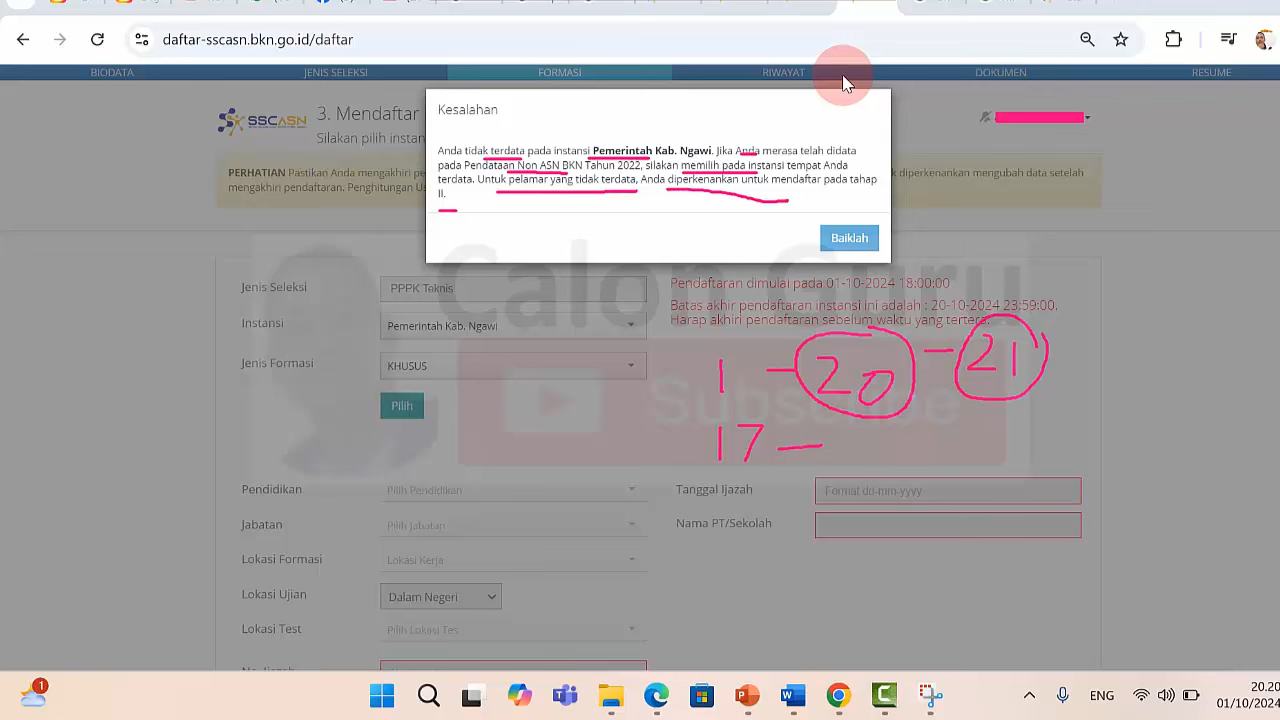 daftar-sscasn.bkn.go.id/daftar
BIODATA JENIS SELEKSI FORMASI RIWAYAT DOKUMEN RESUME
SSCASN 3. Mendaftar
Silakan pilih instan
Kesalahan
Anda tidak terdata pada instansi Pemerintah Kab. Ngawi. Jika Anda merasa telah didata
pada Pendataan Non ASN BKN Tahun 2022, silakan memilih pada instansi tempat Anda
terdata. Untuk pelamar yang tidak terdata, Anda diperkenankan untuk mendaftar pada tahap
II.
Baiklah
PERHATIAN Pastikan Anda mengakhiri pe diperkenankan mengubah data setelah
mengakhiri pendaftaran. Penghitungan Us
Calon Guru
Subscribe
Jenis Seleksi PPPK Teknis
Instansi Pemerintah Kab. Ngawi
Jenis Formasi KHUSUS
Pilih
Pendaftaran dimulai pada 01-10-2024 18:00:00
Batas akhir pendaftaran instansi ini adalah : 20-10-2024 23:59:00.
Harap akhiri pendaftaran sebelum waktu yang tertera.
1 - 20 - 21
17 -
Pendidikan Pilih Pendidikan Tanggal Ijazah Format dd-mm-yyyy
Jabatan Pilih Jabatan Nama PT/Sekolah
Lokasi Formasi Lokasi Kerja
Lokasi Ujian Dalam Negeri
Lokasi Test Pilih Lokasi Tes
1 ENG 20.20
01/10/2024